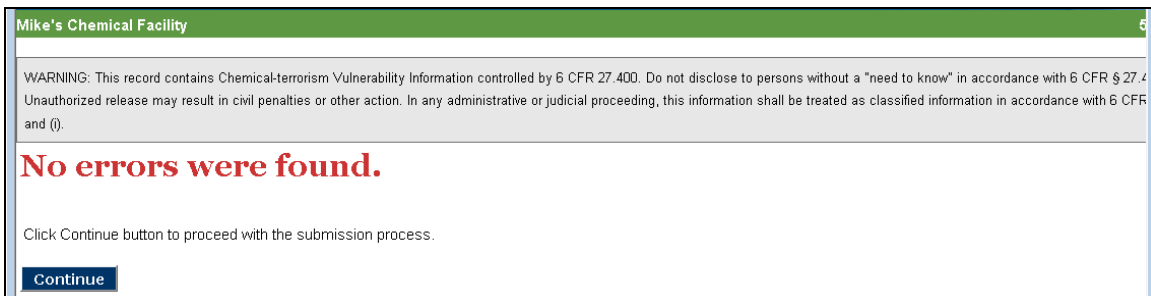 Mike's Chemical Facility 5
WARNING: This record contains Chemical-terrorism Vulnerability Information controlled by 6 CFR 27.400. Do not disclose to persons without a "need to know" in accordance with 6 CFR § 27.4
Unauthorized release may result in civil penalties or other action. In any administrative or judicial proceeding, this information shall be treated as classified information in accordance with 6 CFR
and (i).
No errors were found.
Click Continue button to proceed with the submission process.
Continue